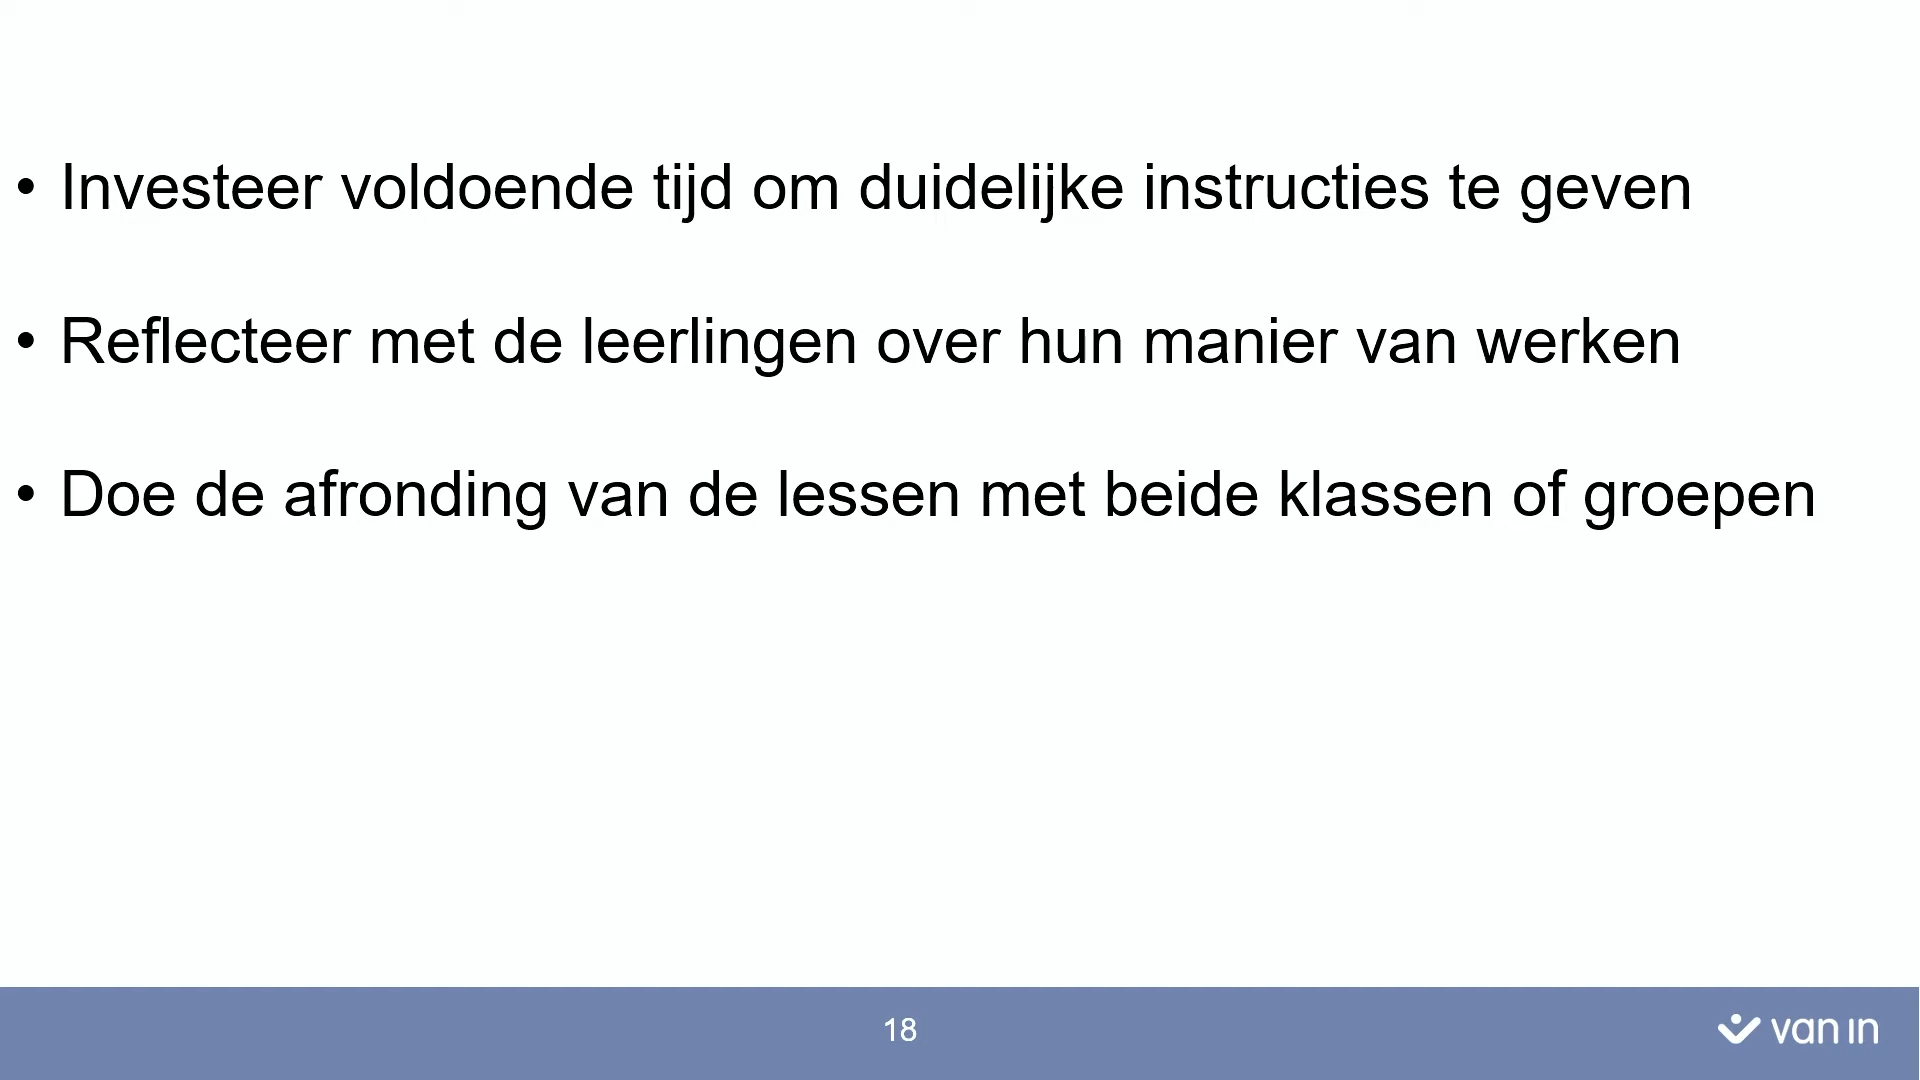 • Investeer voldoende tijd om duidelijke instructies te geven
• Reflecteer met de leerlingen over hun manier van werken
• Doe de afronding van de lessen met beide klassen of groepen
18
van in